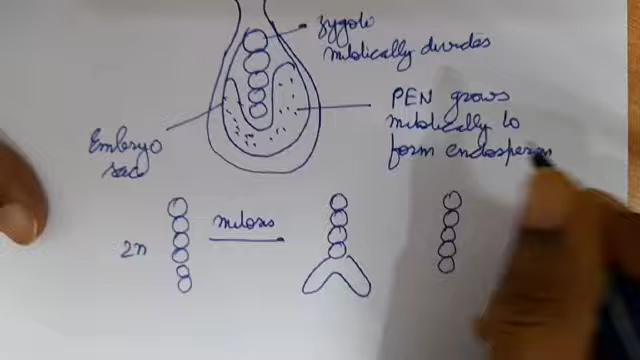 zygote
mitotically divides
PEN grows
mitotically to
form endosperm
Embryo
sac
2n
mitosis